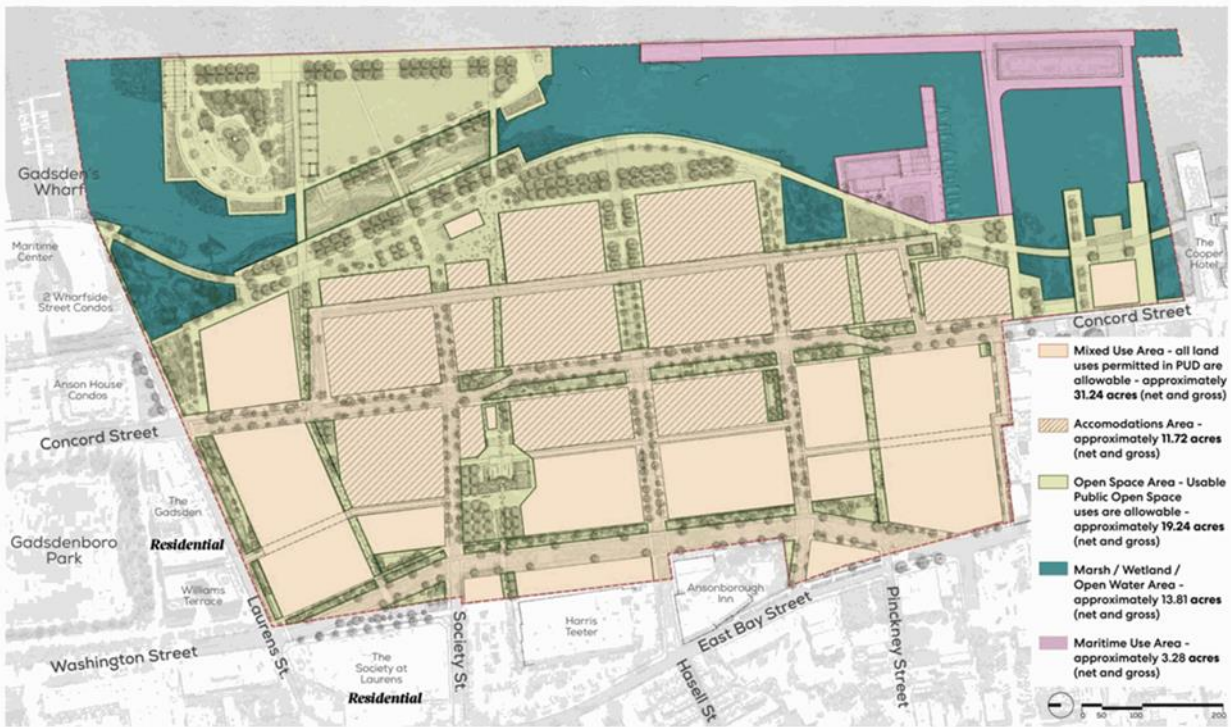 Gadsden's
Wharf
Maritime
Center
2 Wharfside
Street Condos
Anson House
Condos
Concord Street
The
Gadsden
Residential
Gadsdenboro
Park
Williams
Terrace
Laurens St.
Washington Street
The
Society at
Laurens
Residential
Society St.
Harris
Teeter
Ansonborough
Inn
East Bay Street
Hasell St
Pinckney Street
The
Cooper
Hotel
Concord Street
Mixed Use Area - all land
uses permitted in PUD are
allowable - approximately
31.24 acres (net and gross)
Accomodations Area -
approximately 11.72 acres
(net and gross)
Open Space Area - Usable
Public Open Space
uses are allowable -
approximately 19.24 acres
(net and gross)
Marsh / Wetland /
Open Water Area -
approximately 13.81 acres
(net and gross)
Maritime Use Area -
approximately 3.28 acres
(net and gross)
0 50 100 200